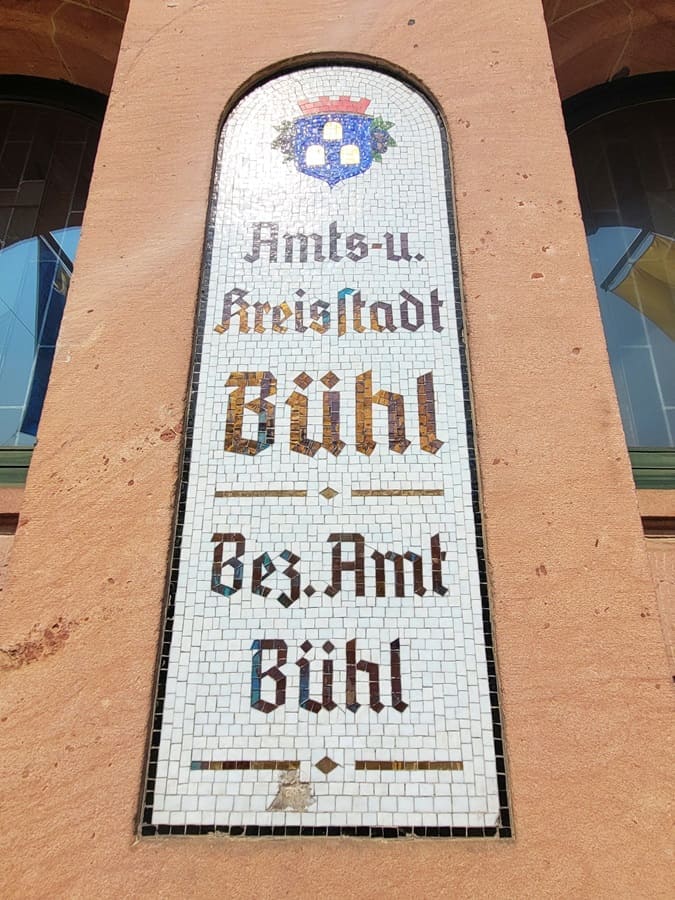 Amts-u.
Kreisstadt
Bühl
Bez. Amt
Bühl